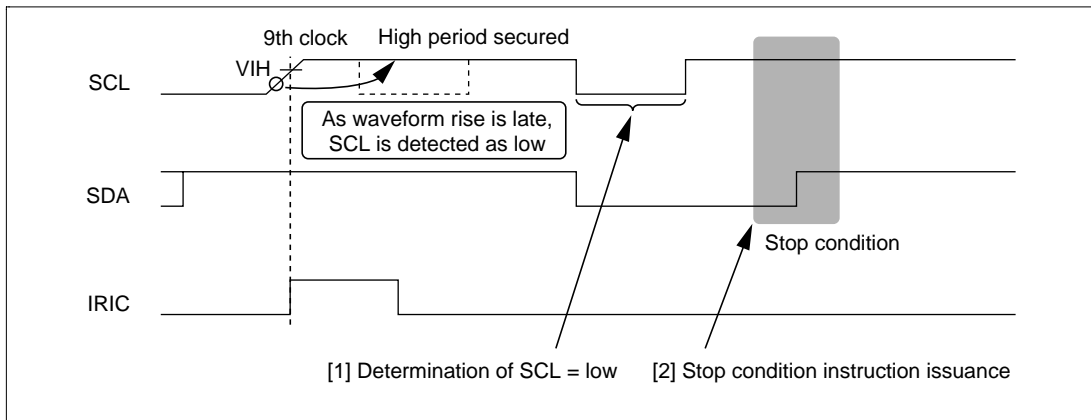 9th clock
High period secured
VIH
SCL
As waveform rise is late,
SCL is detected as low
SDA
Stop condition
IRIC
[1] Determination of SCL = low
[2] Stop condition instruction issuance